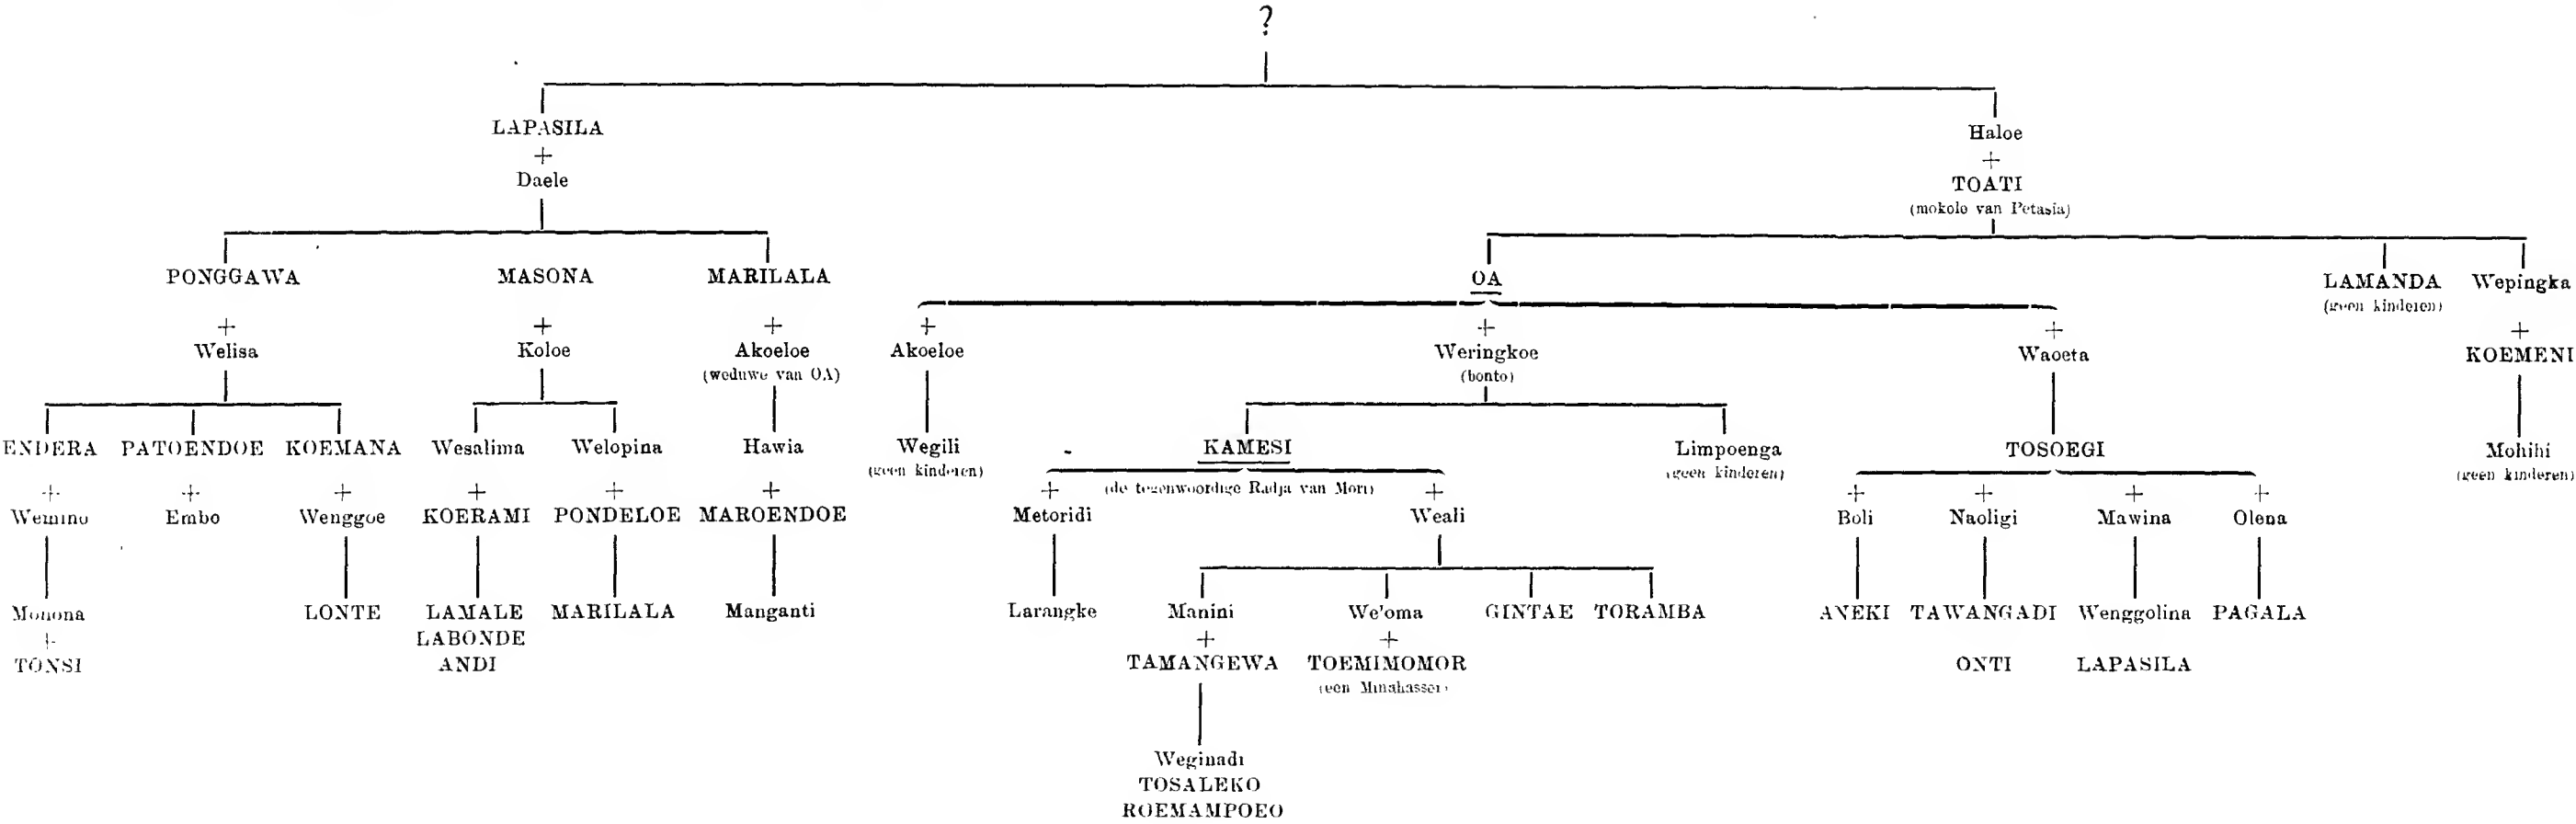 ?
LAPASILA
+
Daele
Haloe
+
TOATI
(mokole van Petasia)
PONGGAWA
+
Welisa
MASONA
+
Koloe
MARILALA
+
Akoeloe
(weduwe van OA)
OA
+
Akoeloe
+
Weringkoe
(bonto)
+
Waoeta
LAMANDA
(geen kinderen)
Wepingka
+
KOEMENI
ENDERA
+
Wemino
PATOENDOE
+
Embo
KOEMANA
+
Wenggoe
Wesalima
+
KOERAMI
Welopina
+
PONDELOE
Hawia
+
MAROENDOE
Wegili
(geen kinderen)
KAMESI
(de tegenwoordige Radja van Mori)
+
Metoridi
+
Weali
Limpoenga
(geen kinderen)
TOSOEGI
+
Boli
+
Naoligi
+
Mawina
+
Olena
Mohihi
(geen kinderen)
Monona
+
TONSI
LONTE
LAMALE
LABONDE
ANDI
MARILALA
Manganti
Larangke
Manini
+
TAMANGEWA
We'oma
+
TOEMIMOMOR
(een Minahasser)
GINTAE
TORAMBA
ANEKI
TAWANGADI
ONTI
Wenggolina
LAPASILA
PAGALA
Weginadi
TOSALEKO
ROEMAMPOEO